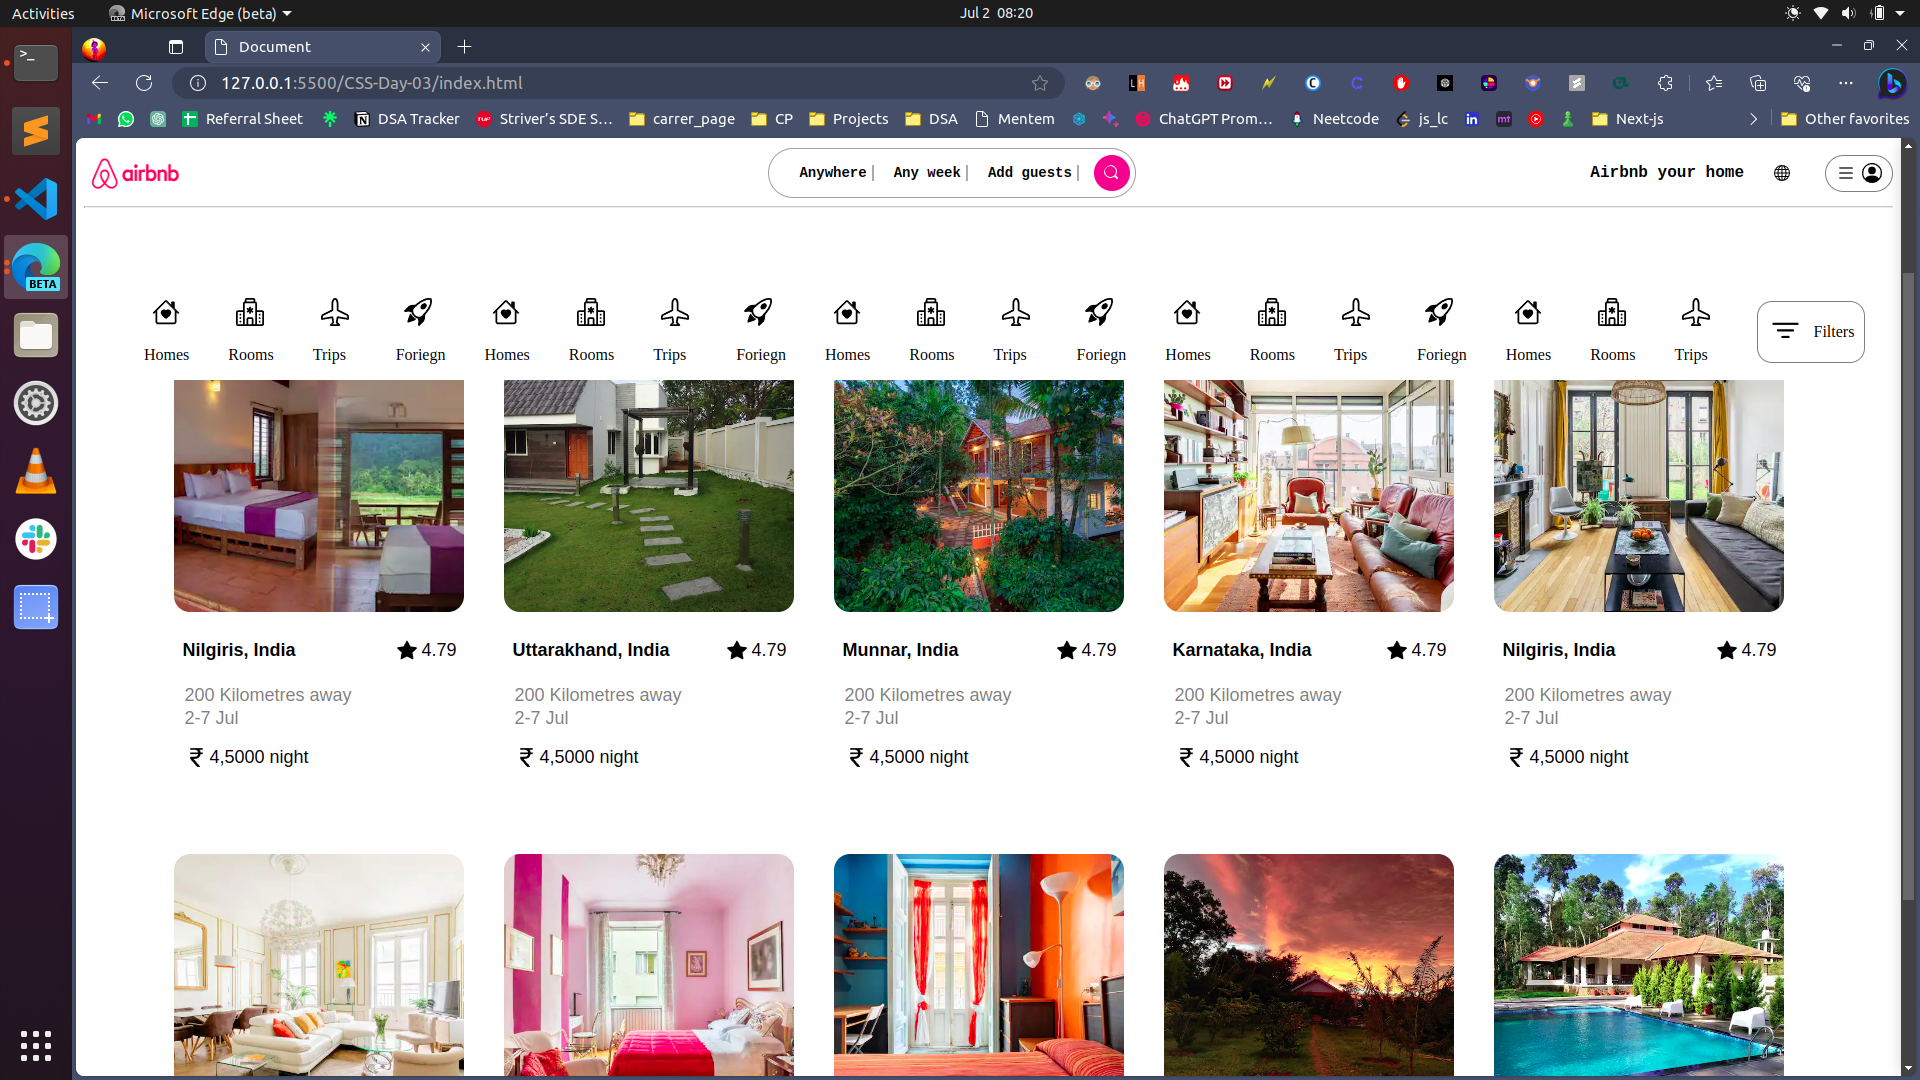 Activities Microsoft Edge (beta) Jul 2 08:20
Document
127.0.0.1:5500/CSS-Day-03/index.html
Referral Sheet DSA Tracker Striver’s SDE S… carrer_page CP Projects DSA Mentem ChatGPT Prom… Neetcode js_lc Next-js Other favorites
airbnb Anywhere| Any week| Add guests| Airbnb your home
Homes Rooms Trips Foriegn Homes Rooms Trips Foriegn Homes Rooms Trips Foriegn Homes Rooms Trips Foriegn Homes Rooms Trips Filters
Nilgiris, India 4.79 Uttarakhand, India 4.79 Munnar, India 4.79 Karnataka, India 4.79 Nilgiris, India 4.79
200 Kilometres away 200 Kilometres away 200 Kilometres away 200 Kilometres away 200 Kilometres away
2-7 Jul 2-7 Jul 2-7 Jul 2-7 Jul 2-7 Jul
₹ 4,5000 night ₹ 4,5000 night ₹ 4,5000 night ₹ 4,5000 night ₹ 4,5000 night
BETA